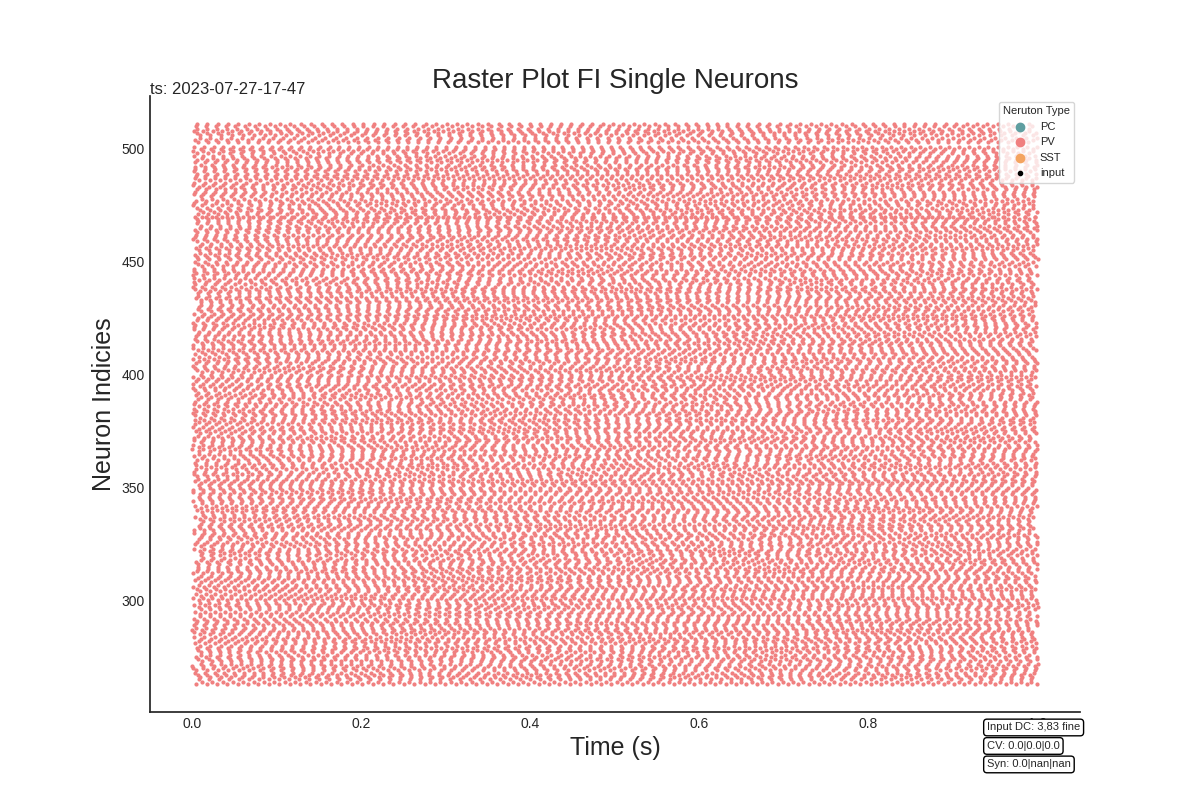 Raster Plot FI Single Neurons
ts: 2023-07-27-17-47
Neruton Type
PC
PV
SST
input
500
450
400
350
300
Neuron Indicies
0.0 0.2 0.4 0.6 0.8
Time (s)
Input DC: 3,83 fine
CV: 0.0|0.0|0.0
Syn: 0.0|nan|nan